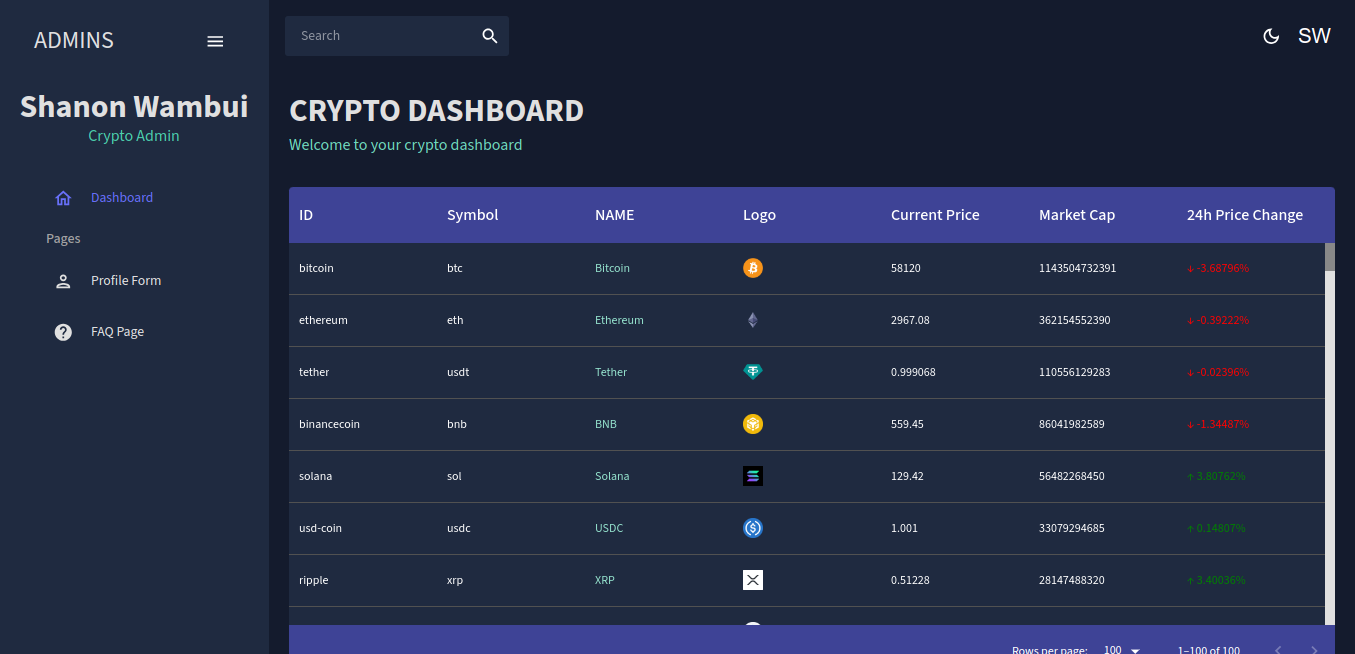 ADMINS
Shanon Wambui
Crypto Admin
Dashboard
Pages
Profile Form
FAQ Page
Search
SW
CRYPTO DASHBOARD
Welcome to your crypto dashboard
ID Symbol NAME Logo Current Price Market Cap 24h Price Change
bitcoin btc Bitcoin 58120 1143504732391 ↓ -3.68796%
ethereum eth Ethereum 2967.08 362154552390 ↓ -0.39222%
tether usdt Tether 0.999068 110556129283 ↓ -0.02396%
binancecoin bnb BNB 559.45 86041982589 ↓ -1.34487%
solana sol Solana 129.42 56482268450 ↑ 3.80762%
usd-coin usdc USDC 1.001 33079294685 ↑ 0.14807%
ripple xrp XRP 0.51228 28147488320 ↑ 3.40036%
Rows per page: 100 1–100 of 100